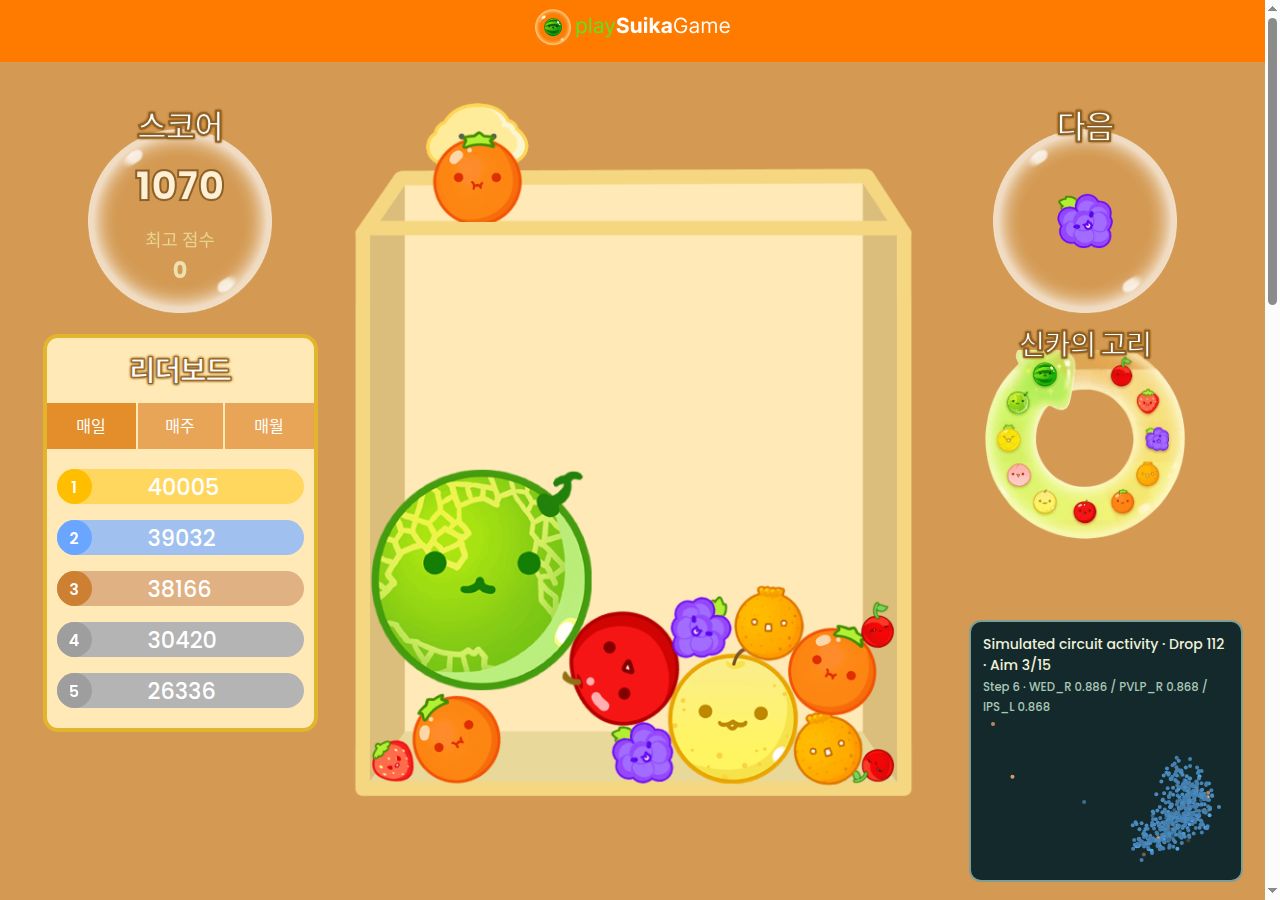 playSuikaGame
스코어
1070
최고 점수
0
리더보드
매일 매주 매월
1 40005
2 39032
3 38166
4 30420
5 26336
다음
신카의 고리
Simulated circuit activity · Drop 112
· Aim 3/15
Step 6 · WED_R 0.886 / PVLP_R 0.868 /
IPS_L 0.868